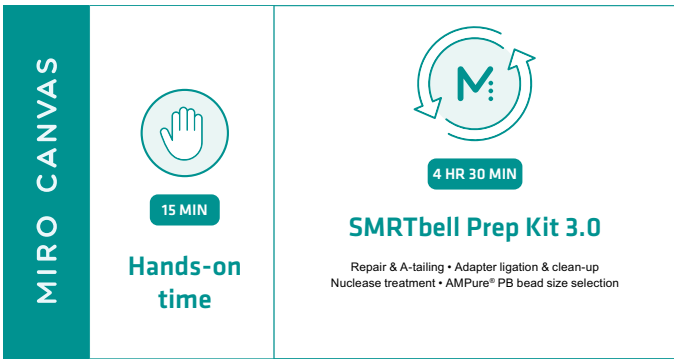 MIRO CANVAS
15 MIN
Hands-on
time
M
4 HR 30 MIN
SMRTbell Prep Kit 3.0
Repair & A-tailing • Adapter ligation & clean-up
Nuclease treatment • AMPure® PB bead size selection